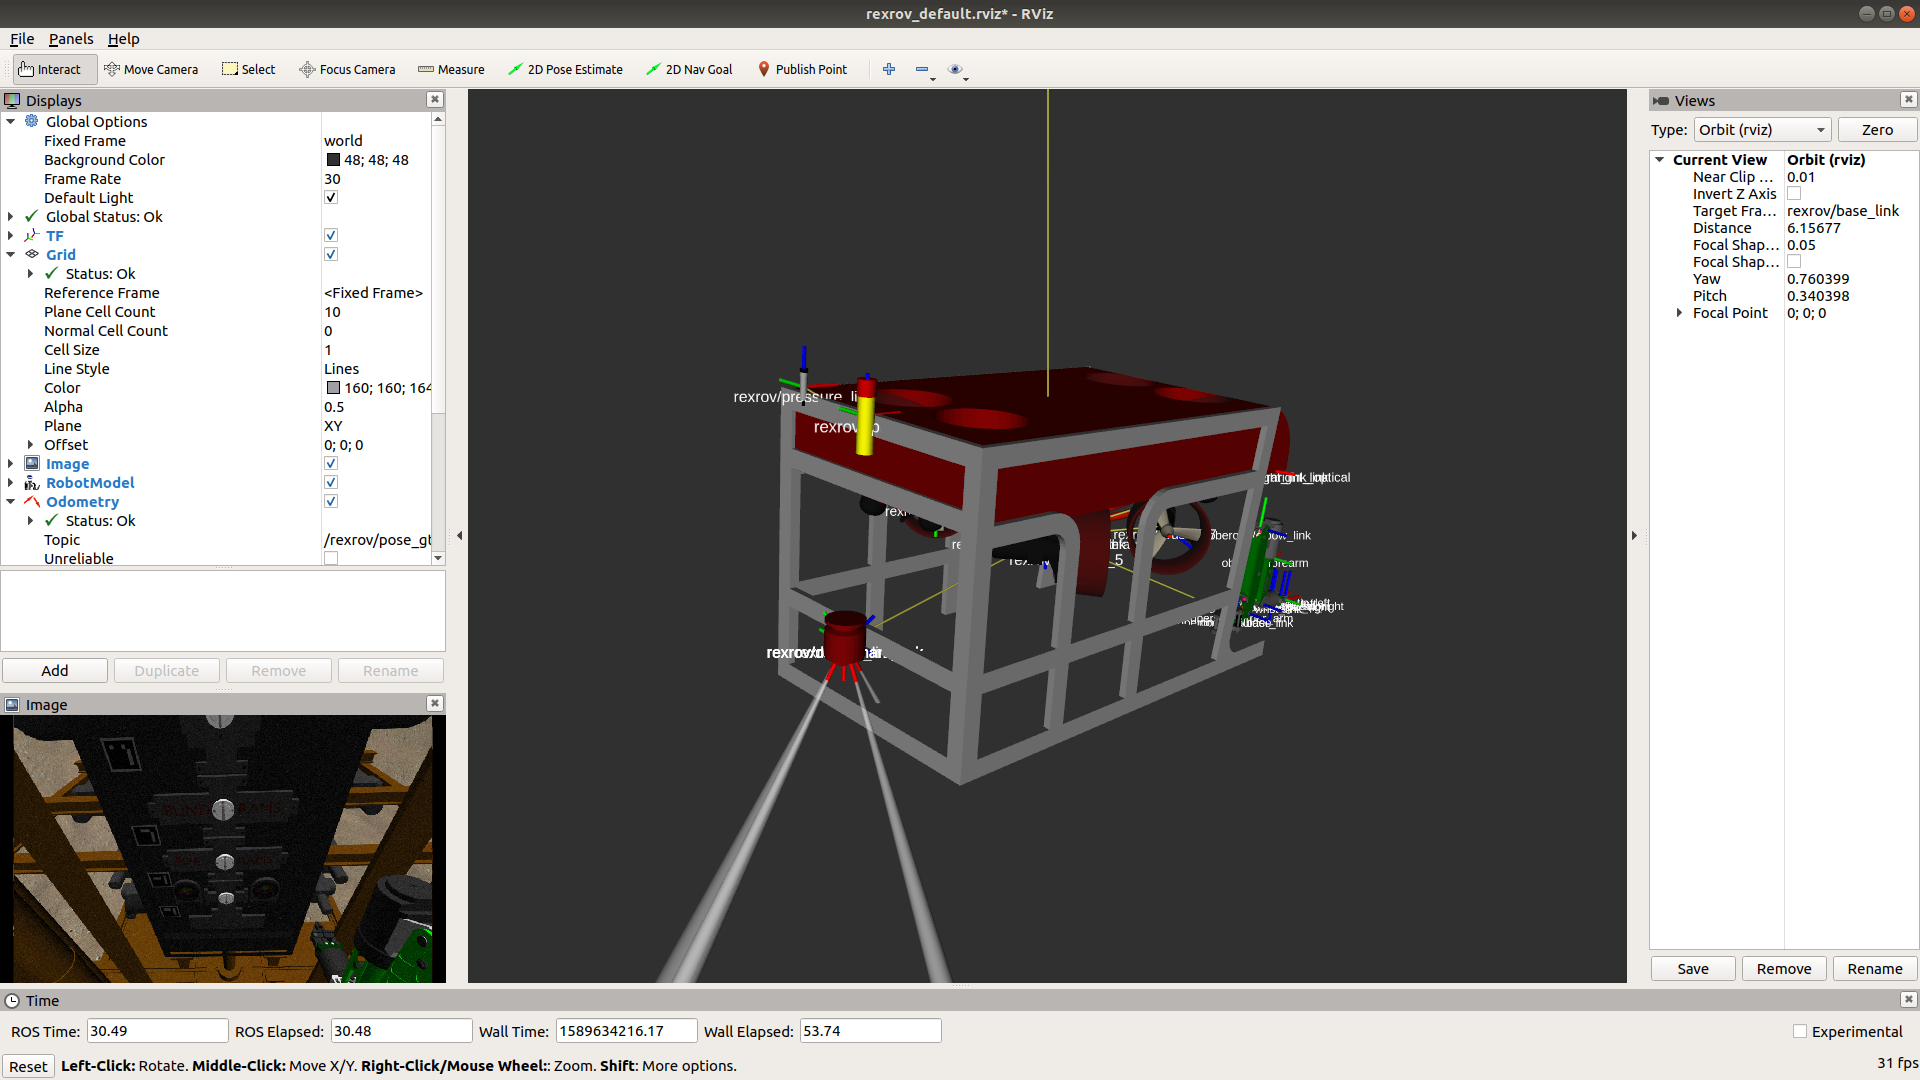 rexrov_default.rviz* - RViz
File Panels Help
Interact Move Camera Select Focus Camera Measure 2D Pose Estimate 2D Nav Goal Publish Point
Displays
Global Options
Fixed Frame world
Background Color 48; 48; 48
Frame Rate 30
Default Light
Global Status: Ok
TF
Grid
Status: Ok
Reference Frame <Fixed Frame>
Plane Cell Count 10
Normal Cell Count 0
Cell Size 1
Line Style Lines
Color 160; 160; 164
Alpha 0.5
Plane XY
Offset 0; 0; 0
Image
RobotModel
Odometry
Status: Ok
Topic /rexrov/pose_gt
Unreliable
Add Duplicate Remove Rename
Image
rexrov/pressure_li
Views
Type: Orbit (rviz) Zero
Current View Orbit (rviz)
Near Clip ... 0.01
Invert Z Axis
Target Fra... rexrov/base_link
Distance 6.15677
Focal Shap... 0.05
Focal Shap...
Yaw 0.760399
Pitch 0.340398
Focal Point 0; 0; 0
Save Remove Rename
Time
ROS Time: 30.49 ROS Elapsed: 30.48 Wall Time: 1589634216.17 Wall Elapsed: 53.74 Experimental
Reset Left-Click: Rotate. Middle-Click: Move X/Y. Right-Click/Mouse Wheel:: Zoom. Shift: More options. 31 fps